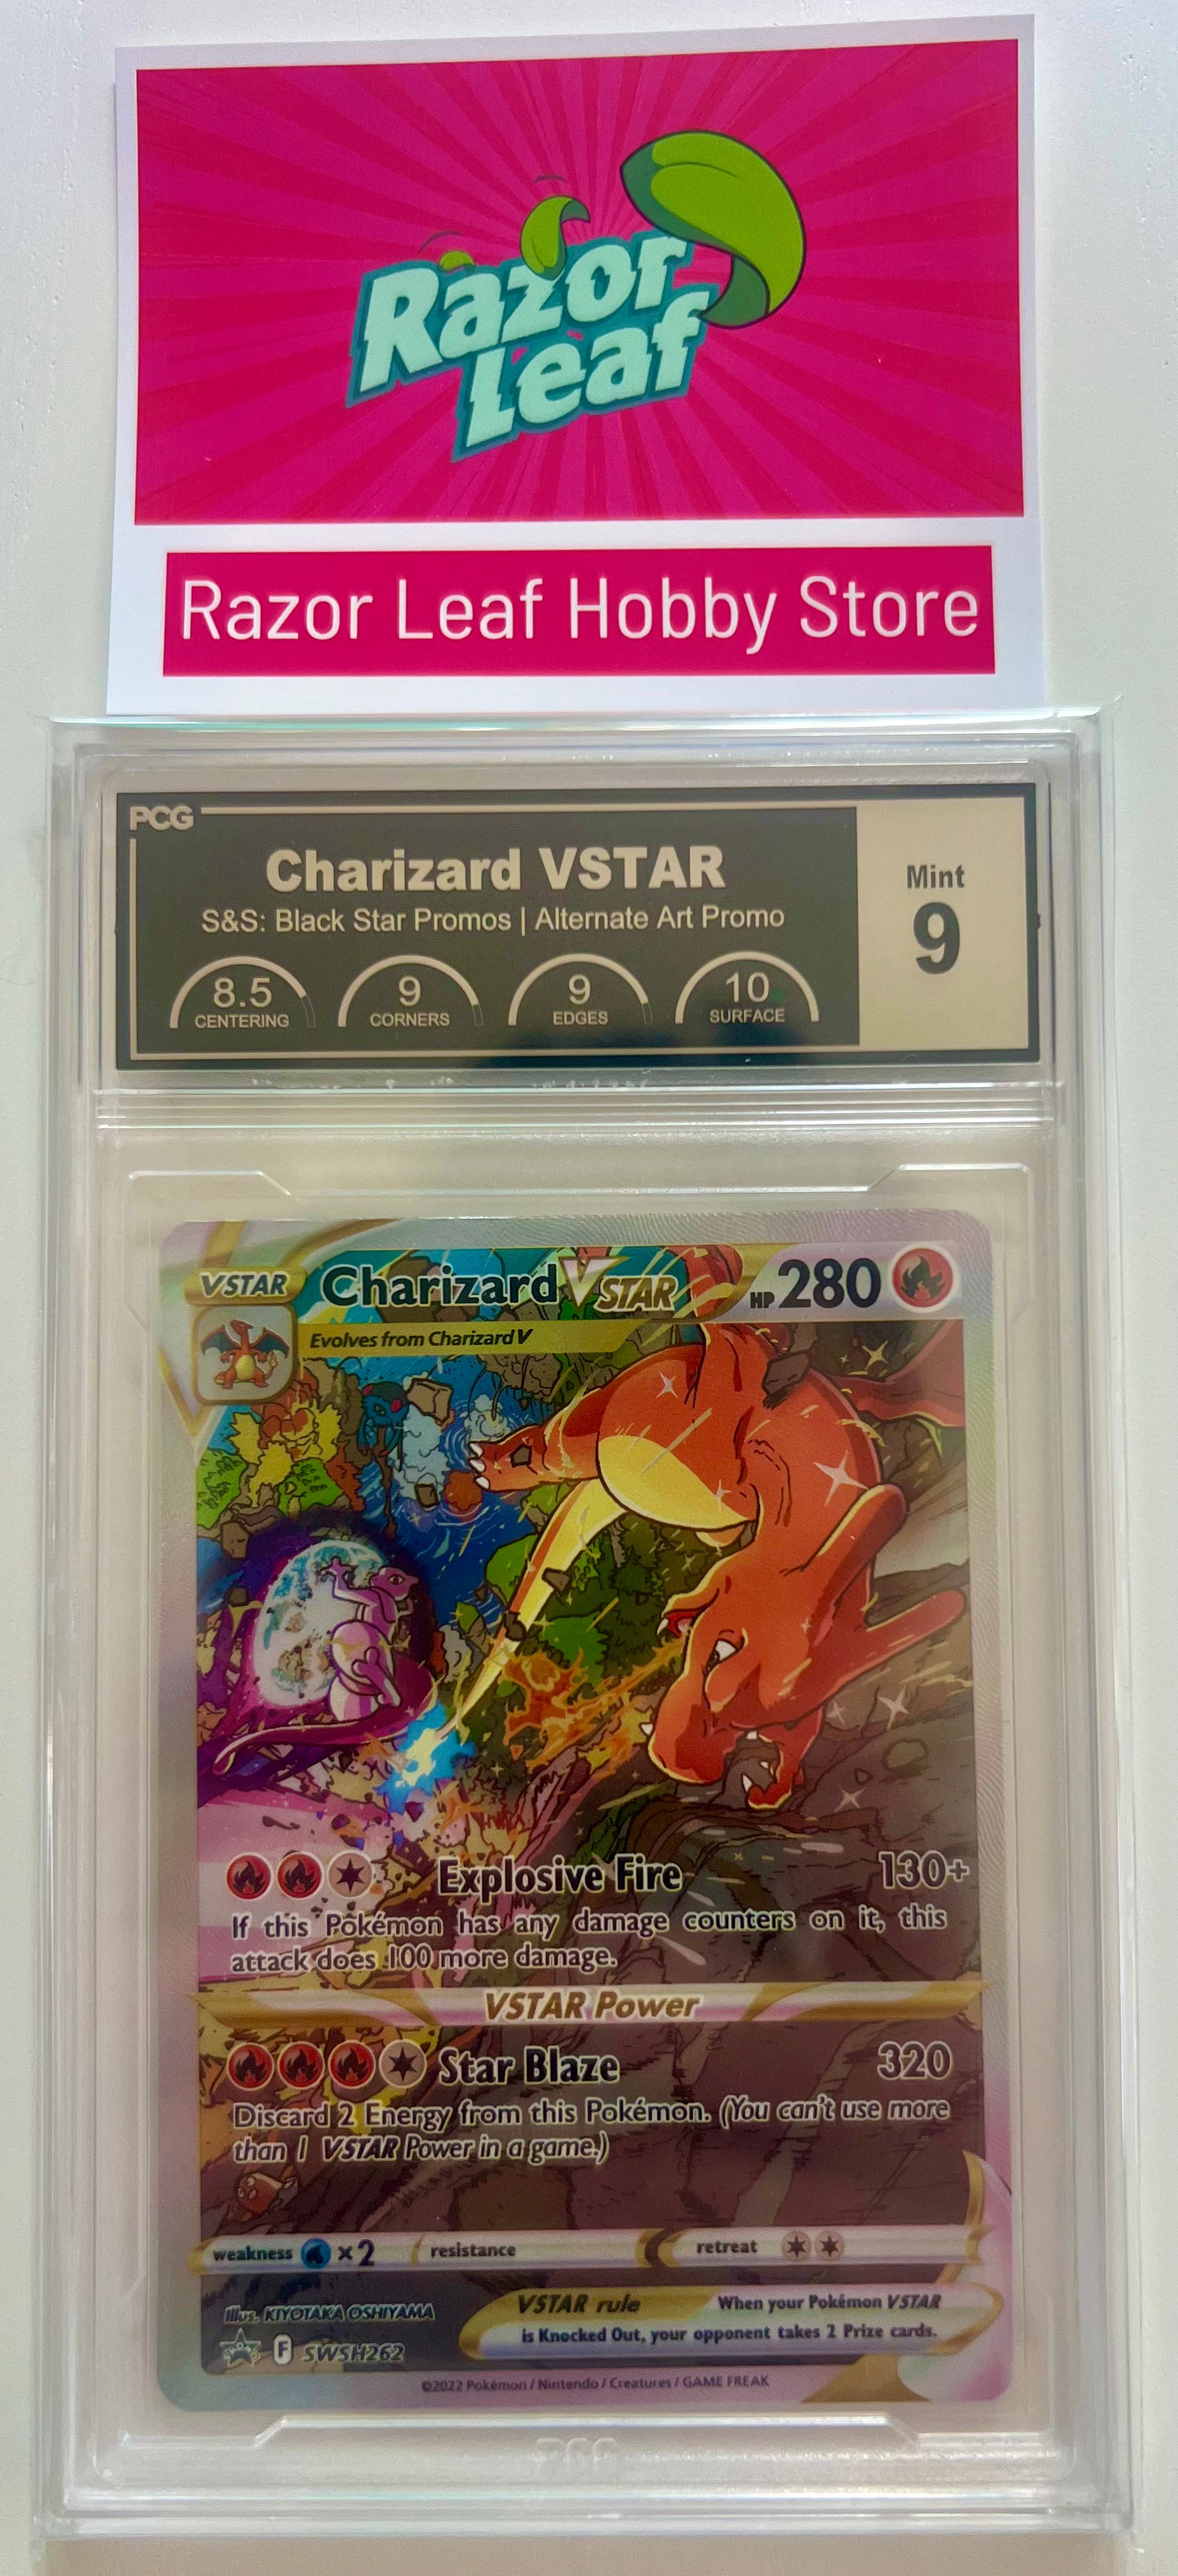 Razor
Leaf
Razor Leaf Hobby Store
PCG
Charizard VSTAR
S&S: Black Star Promos | Alternate Art Promo
8.5
CENTERING
9
CORNERS
9
EDGES
10
SURFACE
Mint
9
VSTAR
Charizard VSTAR
HP 280
Evolves from Charizard V
Explosive Fire 130+
If this Pokémon has any damage counters on it, this
attack does 100 more damage.
VSTAR Power
Star Blaze 320
Discard 2 Energy from this Pokémon. (You can't use more
than 1 VSTAR Power in a game.)
weakness ×2 resistance retreat
Illus. KIYOTAKA OSHIYAMA
F SWSH262
VSTAR rule When your Pokémon VSTAR
is Knocked Out, your opponent takes 2 Prize cards.
©2022 Pokémon / Nintendo / Creatures / GAME FREAK
PCG